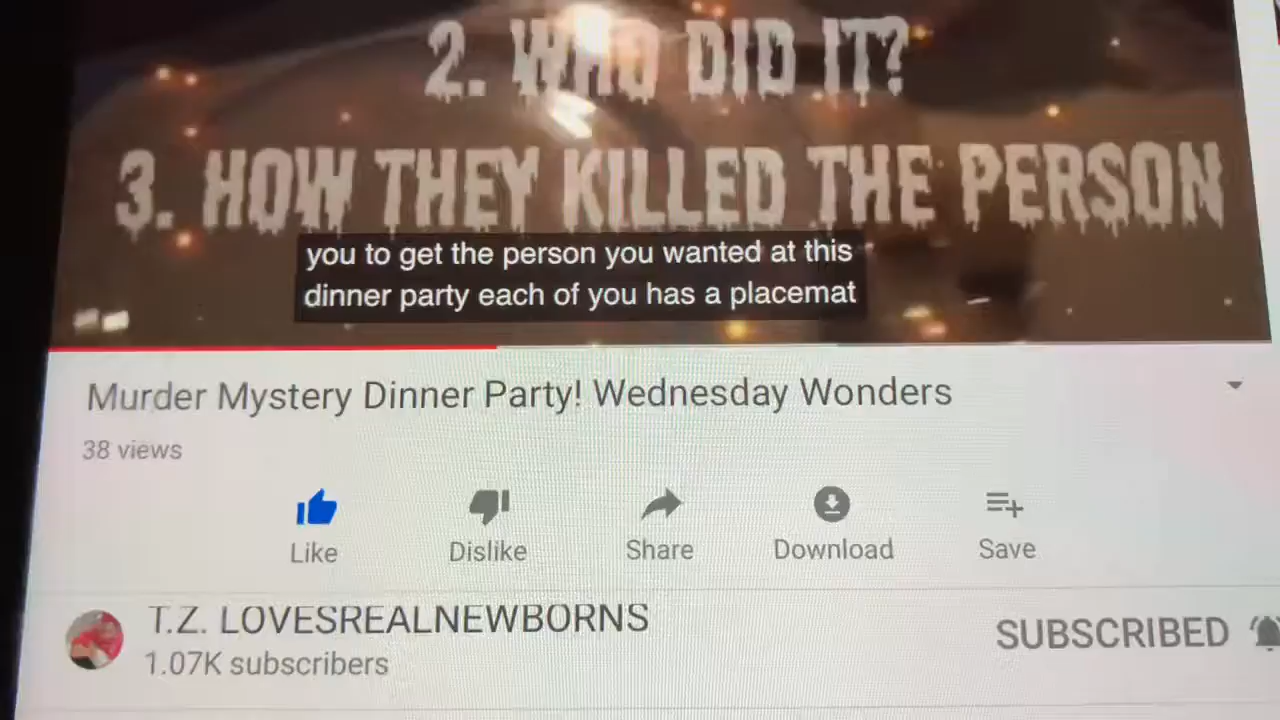 2. WHO DID IT?
3. HOW THEY KILLED THE PERSON
you to get the person you wanted at this
dinner party each of you has a placemat
Murder Mystery Dinner Party! Wednesday Wonders
38 views
Like Dislike Share Download Save
T.Z. LOVESREALNEWBORNS
SUBSCRIBED
1.07K subscribers